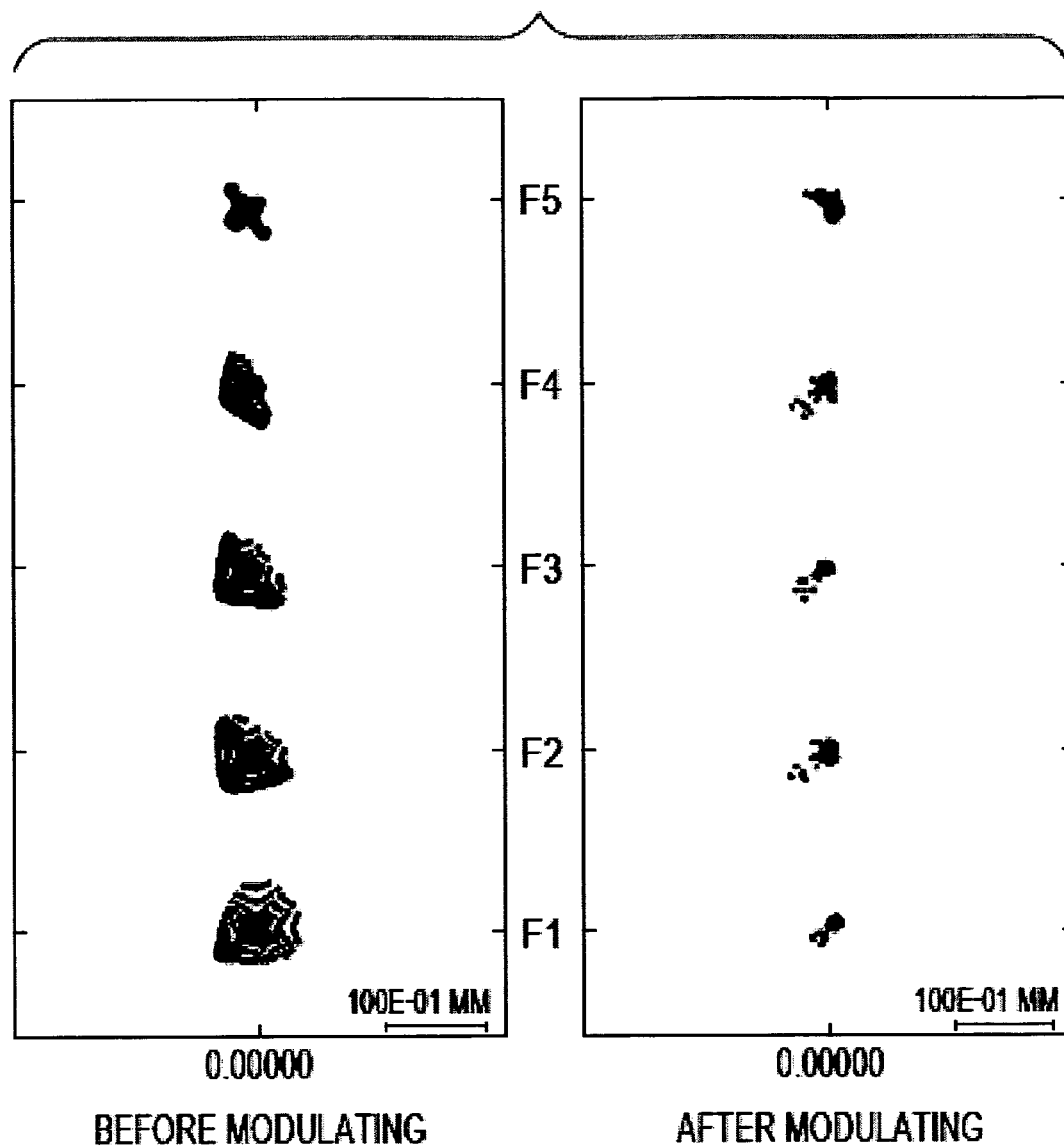 F5
F4
F3
F2
F1
100E-01 MM
100E-01 MM
0.00000
0.00000
BEFORE MODULATING
AFTER MODULATING